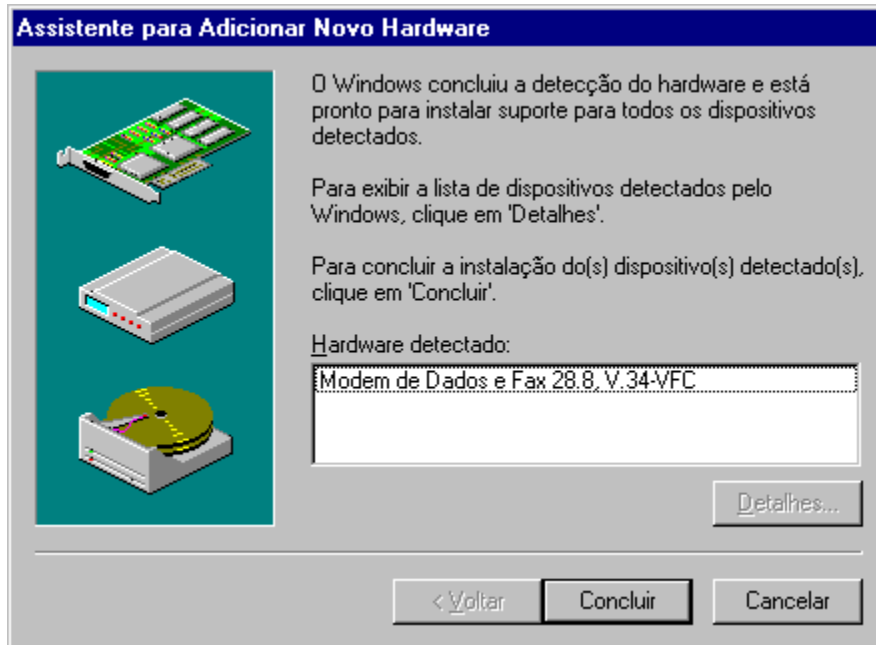 Assistente para Adicionar Novo Hardware
O Windows concluiu a detecção do hardware e está
pronto para instalar suporte para todos os dispositivos
detectados.
Para exibir a lista de dispositivos detectados pelo
Windows, clique em 'Detalhes'.
Para concluir a instalação do(s) dispositivo(s) detectado(s),
clique em 'Concluir'.
Hardware detectado:
Modem de Dados e Fax 28.8, V.34-VFC
Detalhes...
< Voltar Concluir Cancelar